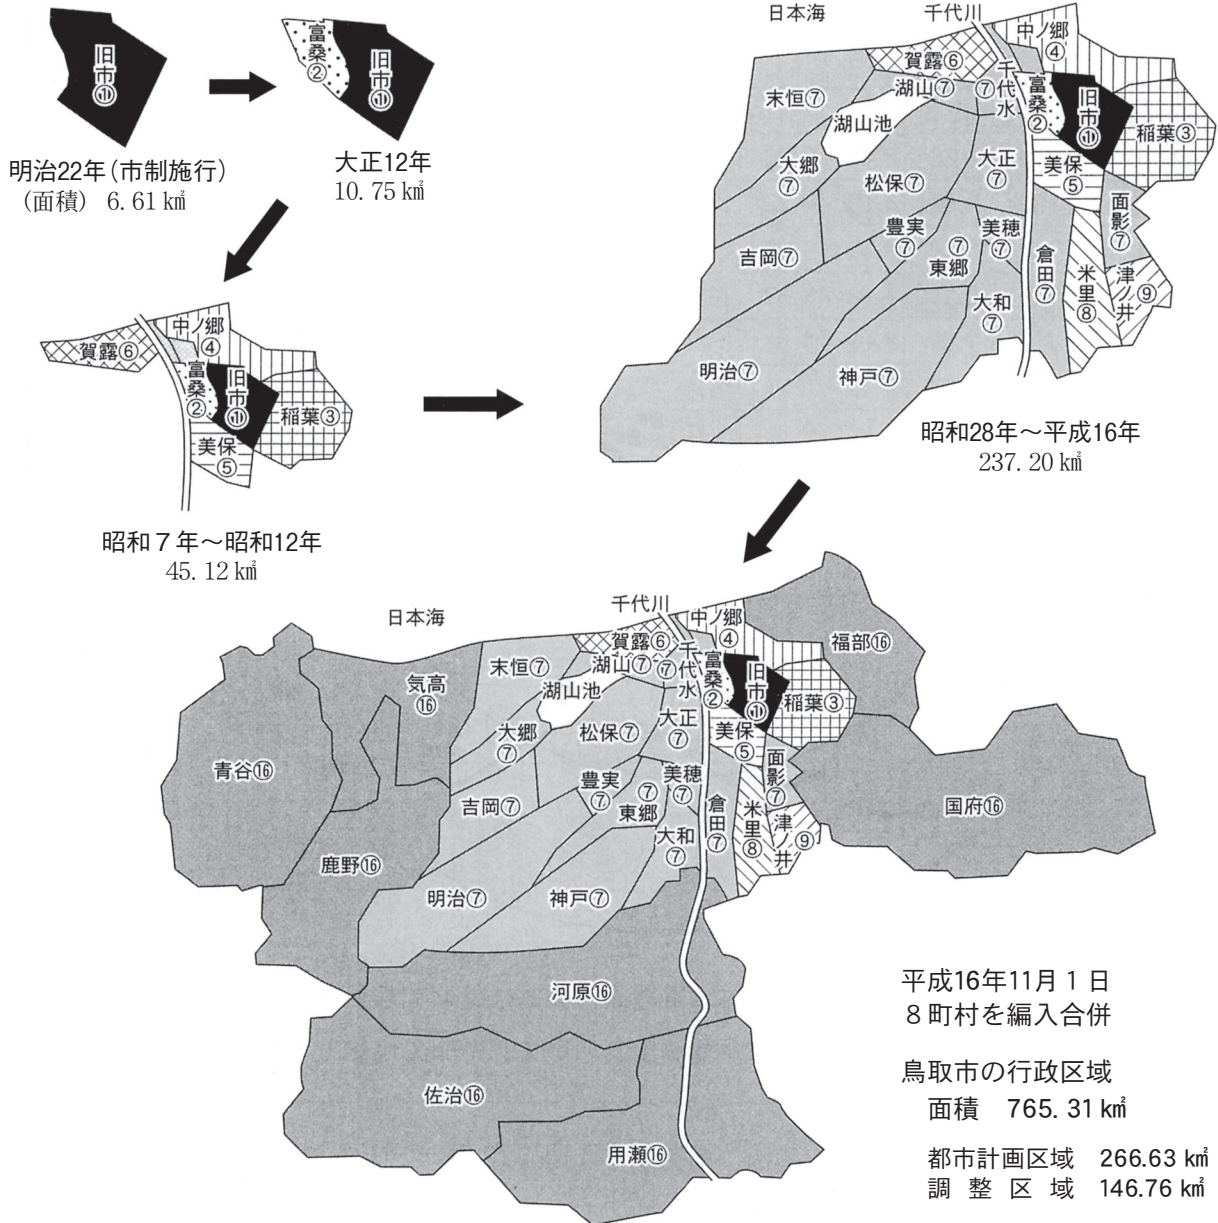 旧市①
明治22年(市制施行)
(面積) 6.61㎢
富桑②
旧市①
大正12年
10.75㎢
賀露⑥
中ノ郷④
富桑②
旧市①
稲葉③
美保⑤
昭和7年～昭和12年
45.12㎢
日本海
千代川
中ノ郷④
賀露⑥
湖山⑦
千代水⑦
末恒⑦
湖山池
富桑②
旧市①
稲葉③
大郷⑦
松保⑦
大正⑦
美保⑤
面影⑦
吉岡⑦
豊実⑦
東郷⑦
美穂⑦
倉田⑦
米里⑧
津ノ井⑨
大和⑦
明治⑦
神戸⑦
昭和28年～平成16年
237.20㎢
日本海
千代川
中ノ郷④
賀露⑥
福部⑯
末恒⑦
湖山⑦
千代水⑦
富桑②
旧市①
稲葉③
気高⑯
湖山池
大郷⑦
松保⑦
大正⑦
美保⑤
青谷⑯
面影⑦
国府⑯
吉岡⑦
豊実⑦
東郷⑦
美穂⑦
倉田⑦
米里⑧
津ノ井⑨
大和⑦
鹿野⑯
明治⑦
神戸⑦
河原⑯
佐治⑯
用瀬⑯
平成16年11月1日
8町村を編入合併
鳥取市の行政区域
面積 765.31㎢
都市計画区域 266.63㎢
調整区域 146.76㎢